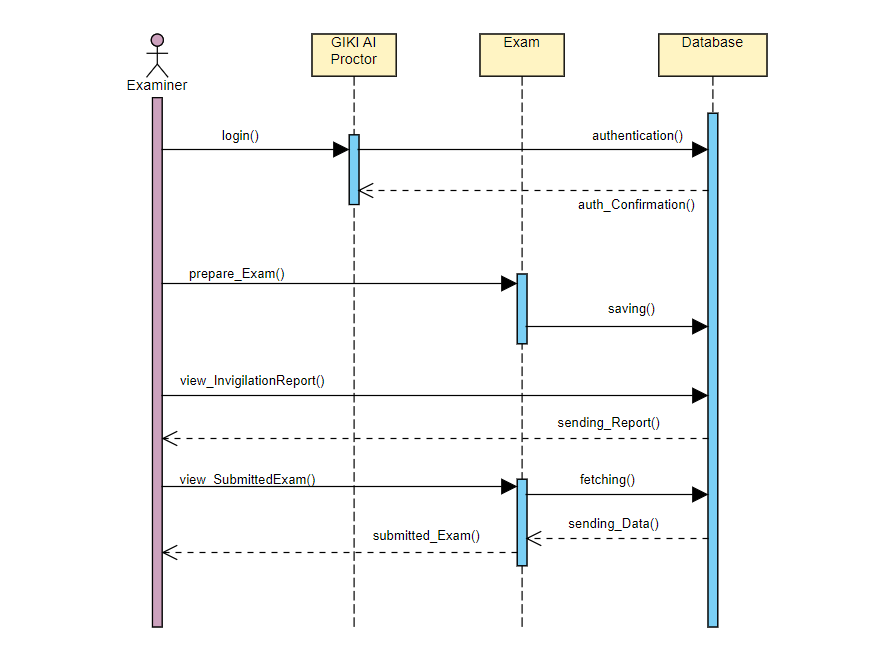 GIKI AI
Proctor
Exam
Database
Examiner
login()
authentication()
auth_Confirmation()
prepare_Exam()
saving()
view_InvigilationReport()
sending_Report()
view_SubmittedExam()
fetching()
sending_Data()
submitted_Exam()